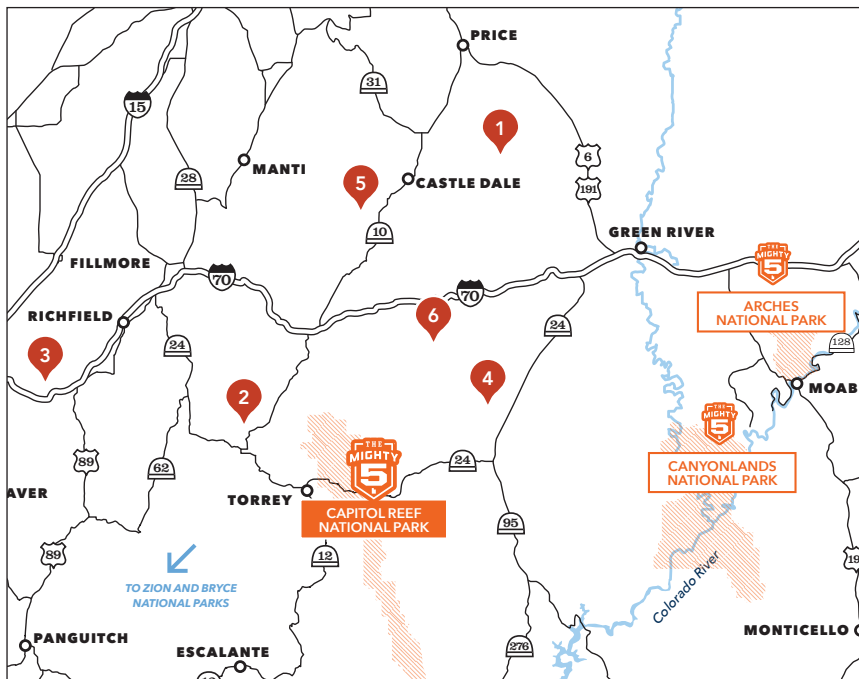 PRICE
31
15
1
6
MANTI
28
5
CASTLE DALE
191
10
GREEN RIVER
FILLMORE
THE
MIGHTY
5
70
70
ARCHES
NATIONAL PARK
RICHFIELD
6
24
24
128
3
4
MOAB
2
THE
MIGHTY
5
THE
MIGHTY
5
89
62
24
CANYONLANDS
NATIONAL PARK
AVER
TORREY
CAPITOL REEF
NATIONAL PARK
95
12
89
TO ZION AND BRYCE
NATIONAL PARKS
19
Colorado River
PANGUITCH
MONTICELLO
276
ESCALANTE